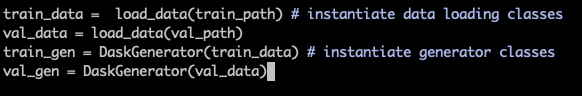 train_data =  load_data(train_path) # instantiate data loading classes
val_data = load_data(val_path)
train_gen = DaskGenerator(train_data) # instantiate generator classes
val_gen = DaskGenerator(val_data)